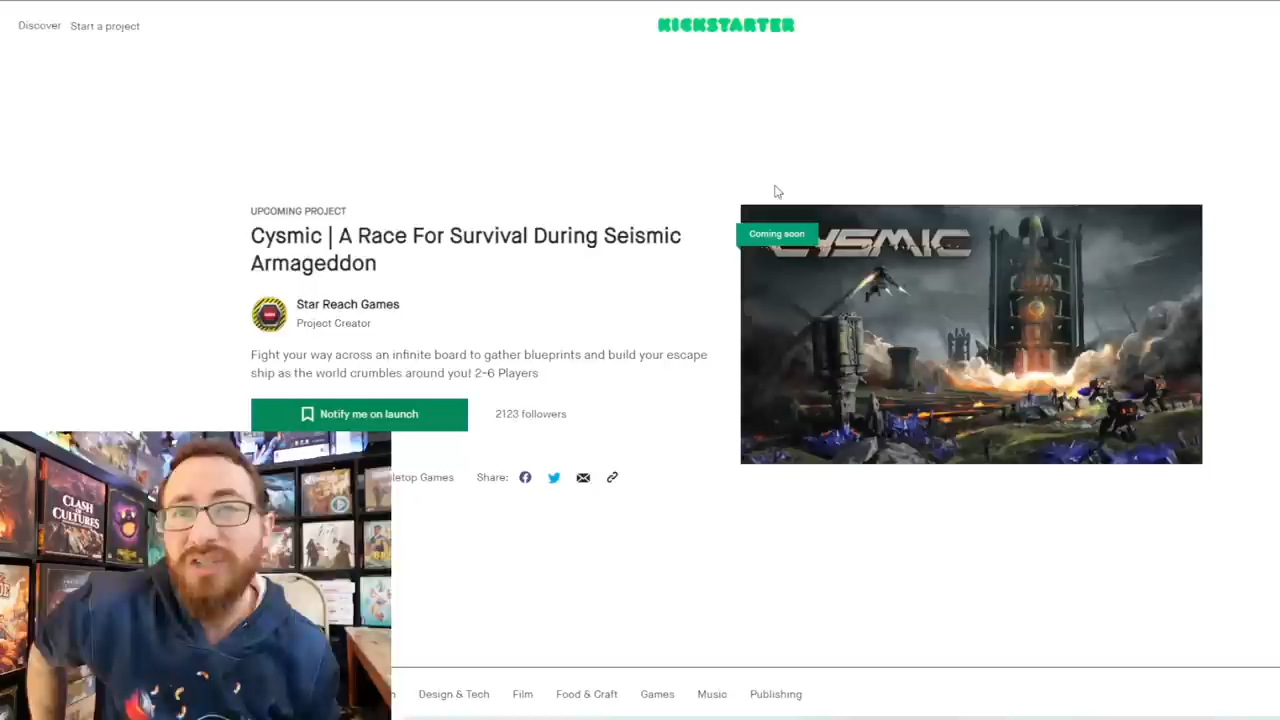 Discover Start a project
KICKSTARTER
UPCOMING PROJECT
Cysmic | A Race For Survival During Seismic
Armageddon
Star Reach Games
Project Creator
Fight your way across an infinite board to gather blueprints and build your escape
ship as the world crumbles around you! 2-6 Players
Notify me on launch
2123 followers
Coming soon
CYSMIC
letop Games
Share:
CLASH
OF
CULTURES
n Design & Tech Film Food & Craft Games Music Publishing